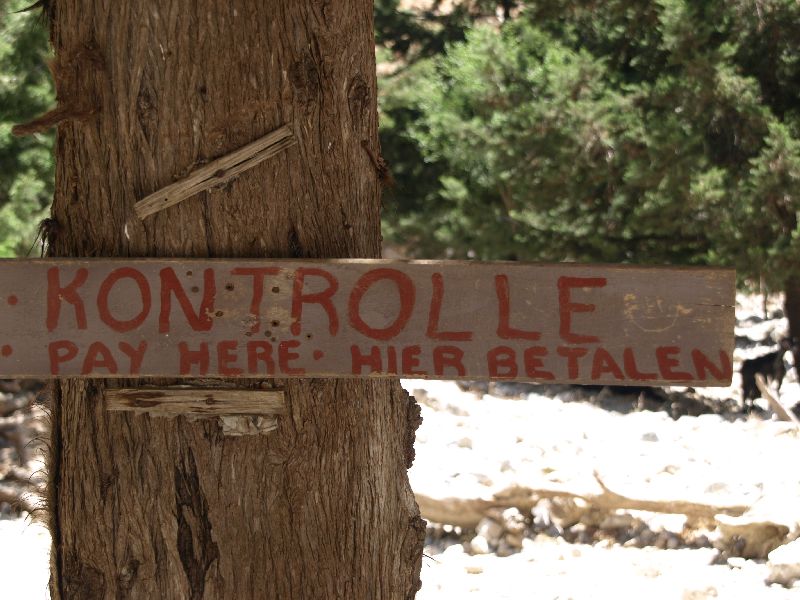 · KONTROLLE
· PAY HERE · HIER BETALEN